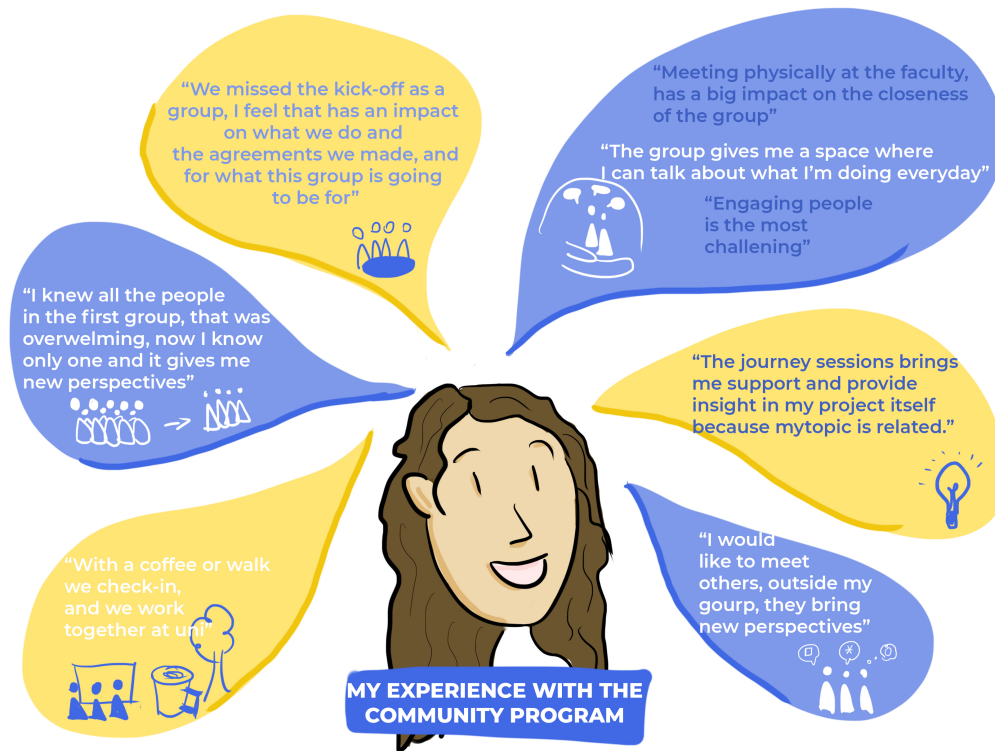 “We missed the kick-off as a
group, I feel that has an impact
on what we do and
the agreements we made, and
for what this group is going
to be for”
“Meeting physically at the faculty,
has a big impact on the closeness
of the group”
“The group gives me a space where
I can talk about what I’m doing everyday”
“Engaging people
is the most
challening”
“I knew all the people
in the first group, that was
overwelming, now I know
only one and it gives me
new perspectives”
“The journey sessions brings
me support and provide
insight in my project itself
because mytopic is related.”
“With a coffee or walk
we check-in,
and we work
together at uni”
“I would
like to meet
others, outside my
gourp, they bring
new perspectives”
MY EXPERIENCE WITH THE
COMMUNITY PROGRAM